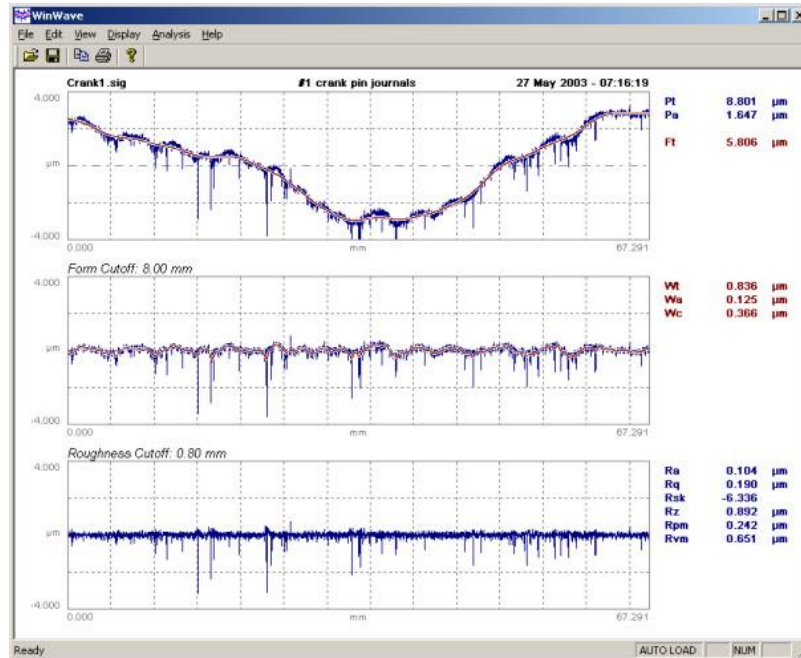 WinWave
File Edit View Display Analysis Help
Crank1.sig #1 crank pin journals 27 May 2003 - 07:16:19
4.000
µm
-4.000
0.000 mm 67.291
Pt 8.801 µm
Pa 1.647 µm
Ft 5.806 µm
Form Cutoff: 8.00 mm
4.000
µm
-4.000
0.000 mm 67.291
Wt 0.836 µm
Wa 0.125 µm
Wc 0.366 µm
Roughness Cutoff: 0.80 mm
4.000
µm
-4.000
0.000 mm 67.291
Ra 0.104 µm
Rq 0.190 µm
Rsk -6.336
Rz 0.892 µm
Rpm 0.242 µm
Rvm 0.651 µm
Ready AUTO LOAD NUM